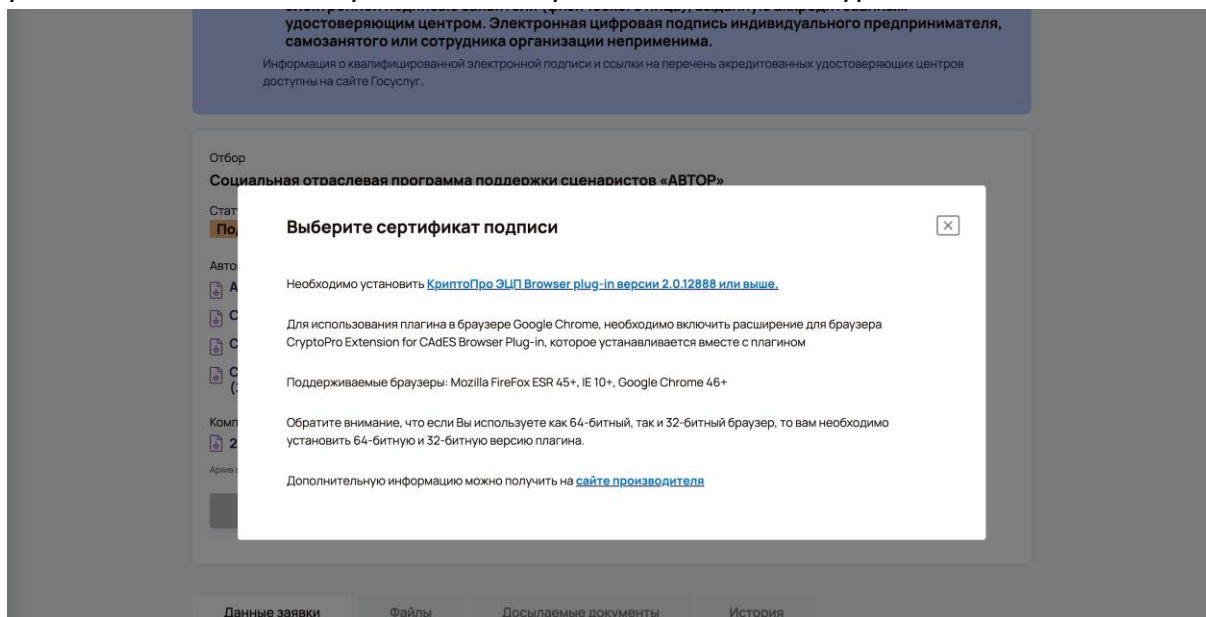 удостоверяющим центром. Электронная цифровая подпись индивидуального предпринимателя,
самозанятого или сотрудника организации неприменима.
Информация о квалифицированной электронной подписи и ссылки на перечень акредитованных удостоверяющих центров
доступны на сайте Госуслуг.
Отбор
Социальная отраслевая программа поддержки сценаристов «АВТОР»
Выберите сертификат подписи
Необходимо установить КриптоПро ЭЦП Browser plug-in версии 2.0.12888 или выше.
Для использования плагина в браузере Google Chrome, необходимо включить расширение для браузера
CryptoPro Extension for CAdES Browser Plug-in, которое устанавливается вместе с плагином
Поддерживаемые браузеры: Mozilla FireFox ESR 45+, IE 10+, Google Chrome 46+
Обратите внимание, что если Вы используете как 64-битный, так и 32-битный браузер, то вам необходимо
установить 64-битную и 32-битную версию плагина.
Дополнительную информацию можно получить на сайте производителя
Данные заявки Файлы Досылаемые документы История